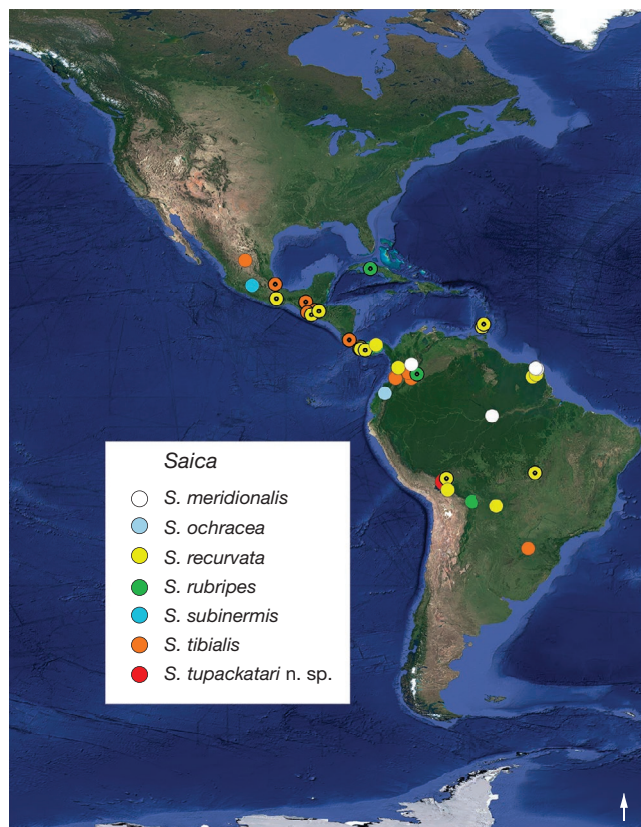 Saica
S. meridionalis
S. ochracea
S. recurvata
S. rubripes
S. subinermis
S. tibialis
S. tupackatari n. sp.